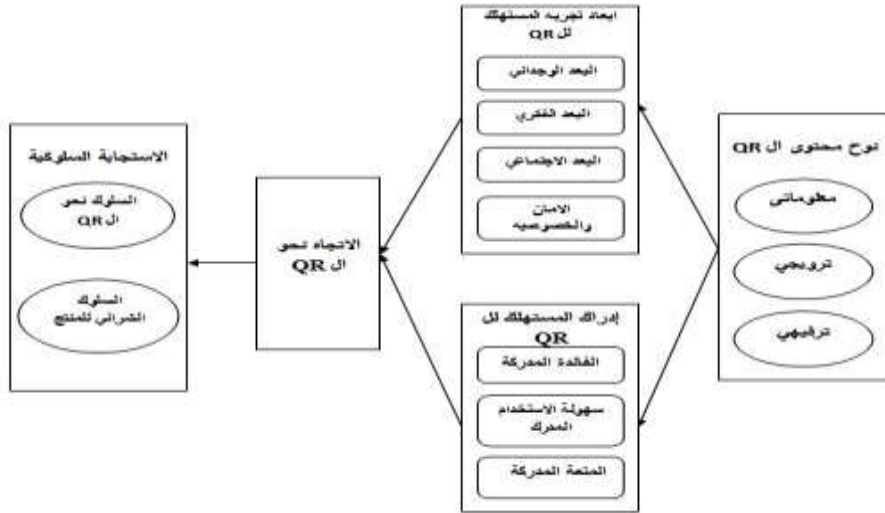 نوع محتوى ال QR
معلوماتي
ترويجي
ترفيهي
ابعاد تجربه المستهلك
لل QR
البعد الوجداني
البعد الفكري
البعد الاجتماعي
الامان
والخصوصيه
إدراك المستهلك لل
QR
الفائدة المدركة
سهولة الاستخدام
المدرك
المتعة المدركة
الاتجاه نحو
ال QR
الاستجابة السلوكية
السلوك نحو
ال QR
السلوك
الشرائي للمنتج